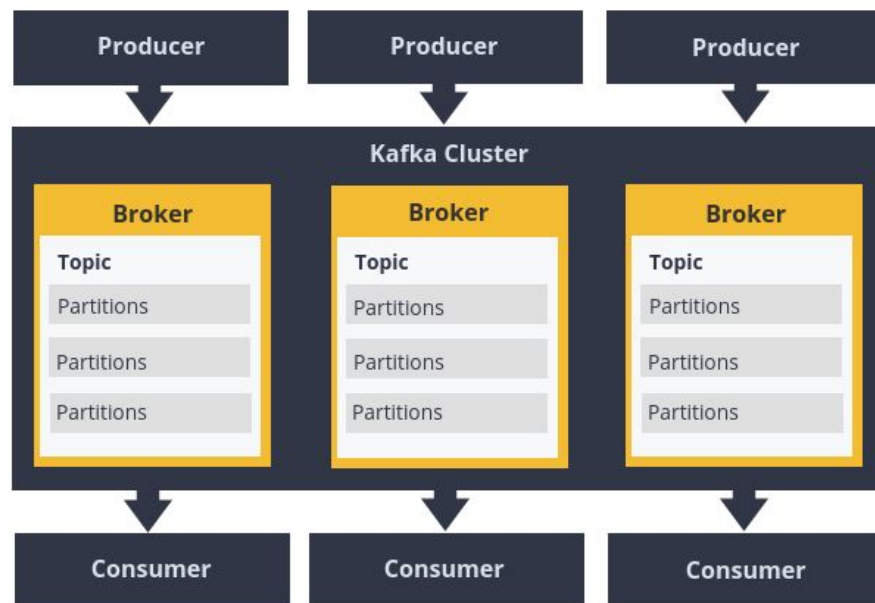 Producer
Producer
Producer
Kafka Cluster
Broker
Topic
Partitions
Partitions
Partitions
Broker
Topic
Partitions
Partitions
Partitions
Broker
Topic
Partitions
Partitions
Partitions
Consumer
Consumer
Consumer